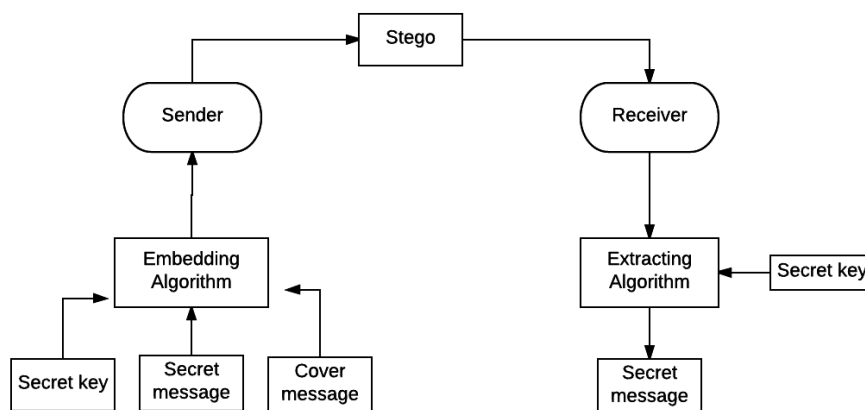 Stego
Sender
Receiver
Embedding
Algorithm
Extracting
Algorithm
Secret key
Secret key
Secret
message
Cover
message
Secret
message